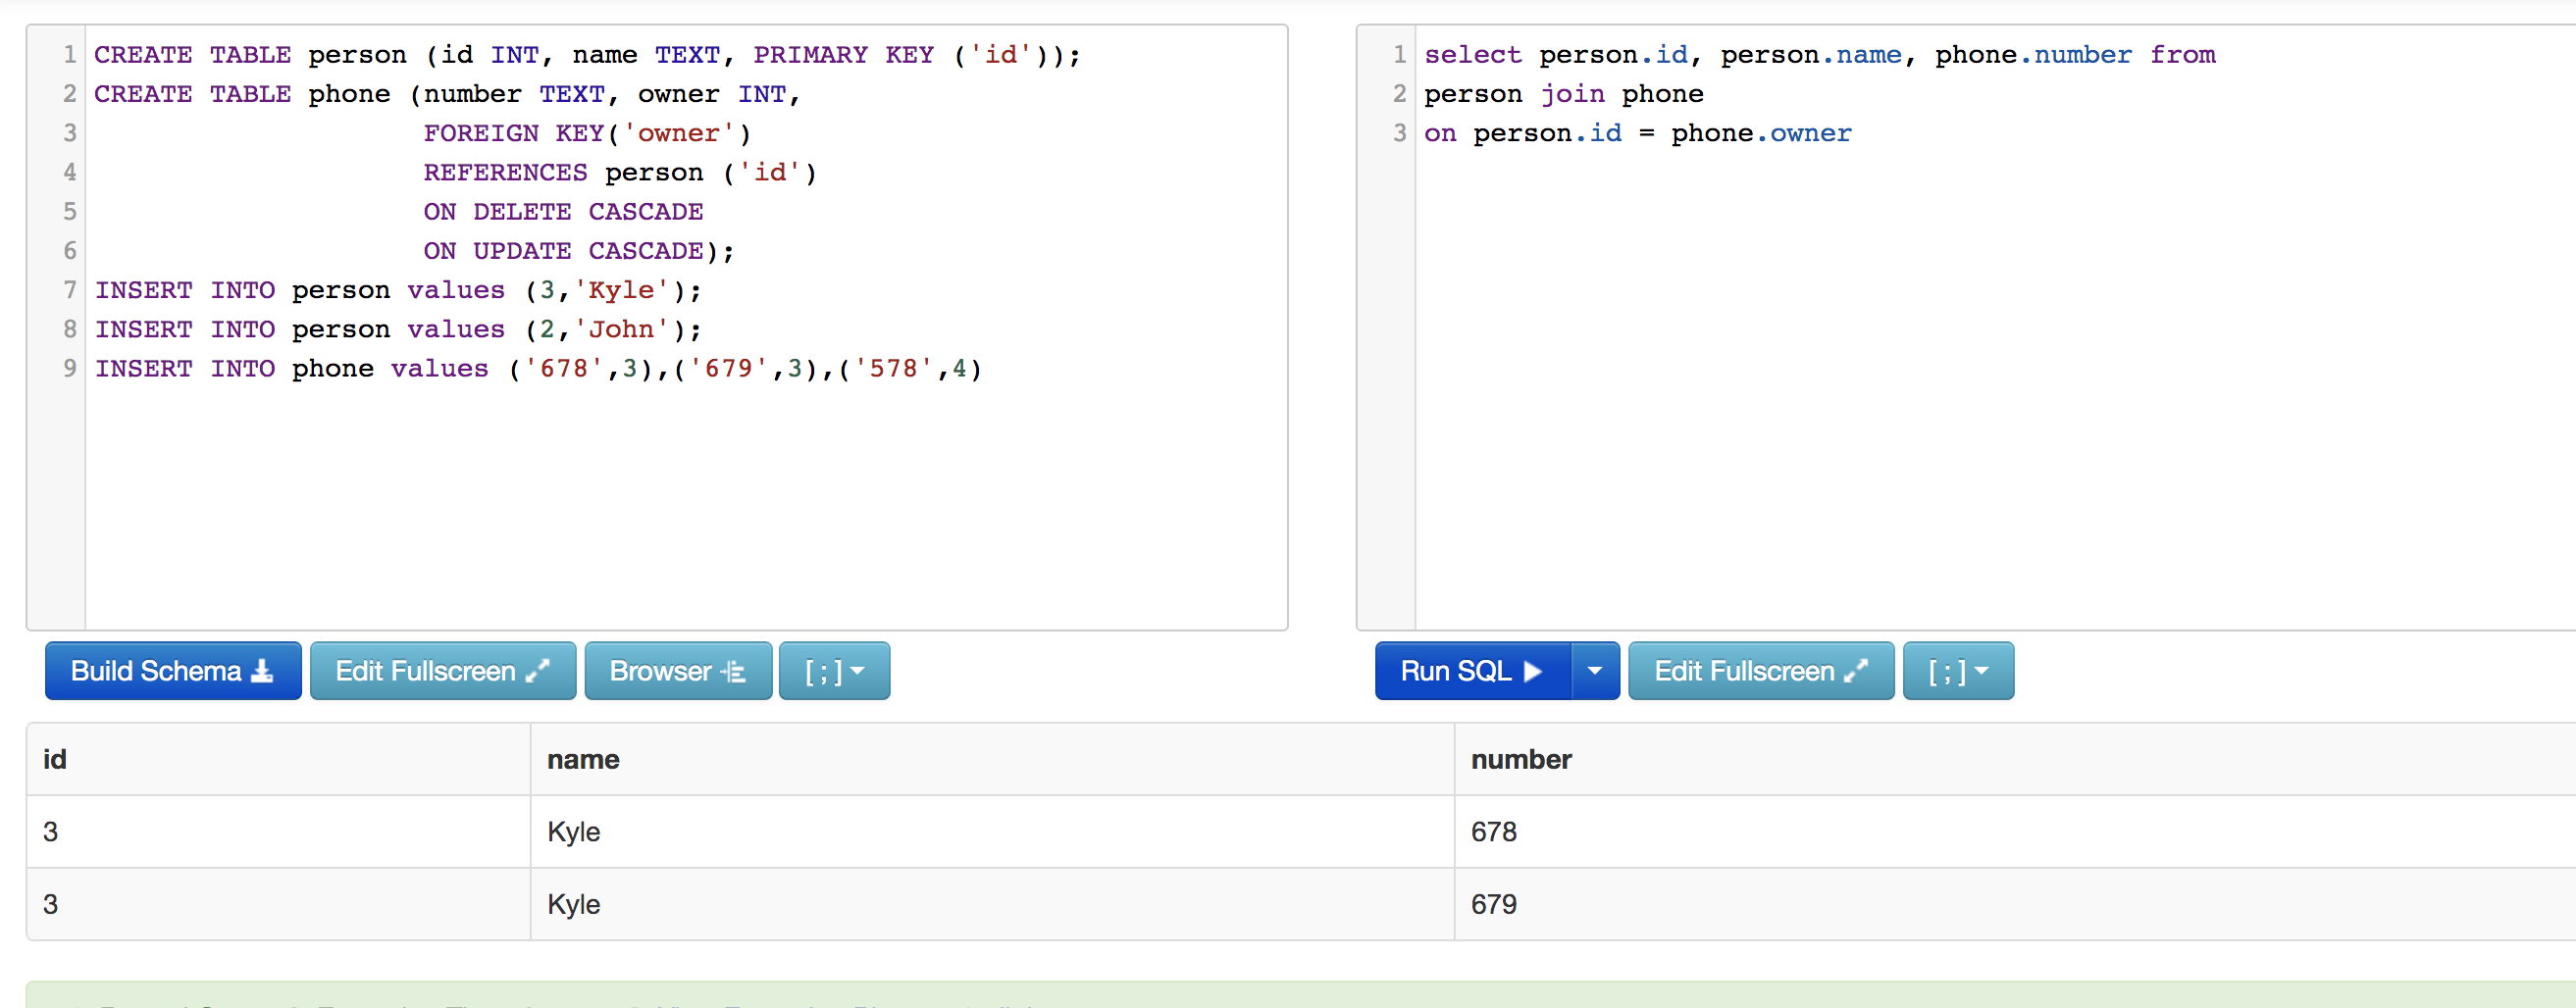 1 CREATE TABLE person (id INT, name TEXT, PRIMARY KEY ('id'));
2 CREATE TABLE phone (number TEXT, owner INT,
3 FOREIGN KEY('owner')
4 REFERENCES person ('id')
5 ON DELETE CASCADE
6 ON UPDATE CASCADE);
7 INSERT INTO person values (3,'Kyle');
8 INSERT INTO person values (2,'John');
9 INSERT INTO phone values ('678',3),('679',3),('578',4)
1 select person.id, person.name, phone.number from
2 person join phone
3 on person.id = phone.owner
Build Schema Edit Fullscreen Browser [ ; ]
Run SQL Edit Fullscreen [ ; ]
id name number
3 Kyle 678
3 Kyle 679